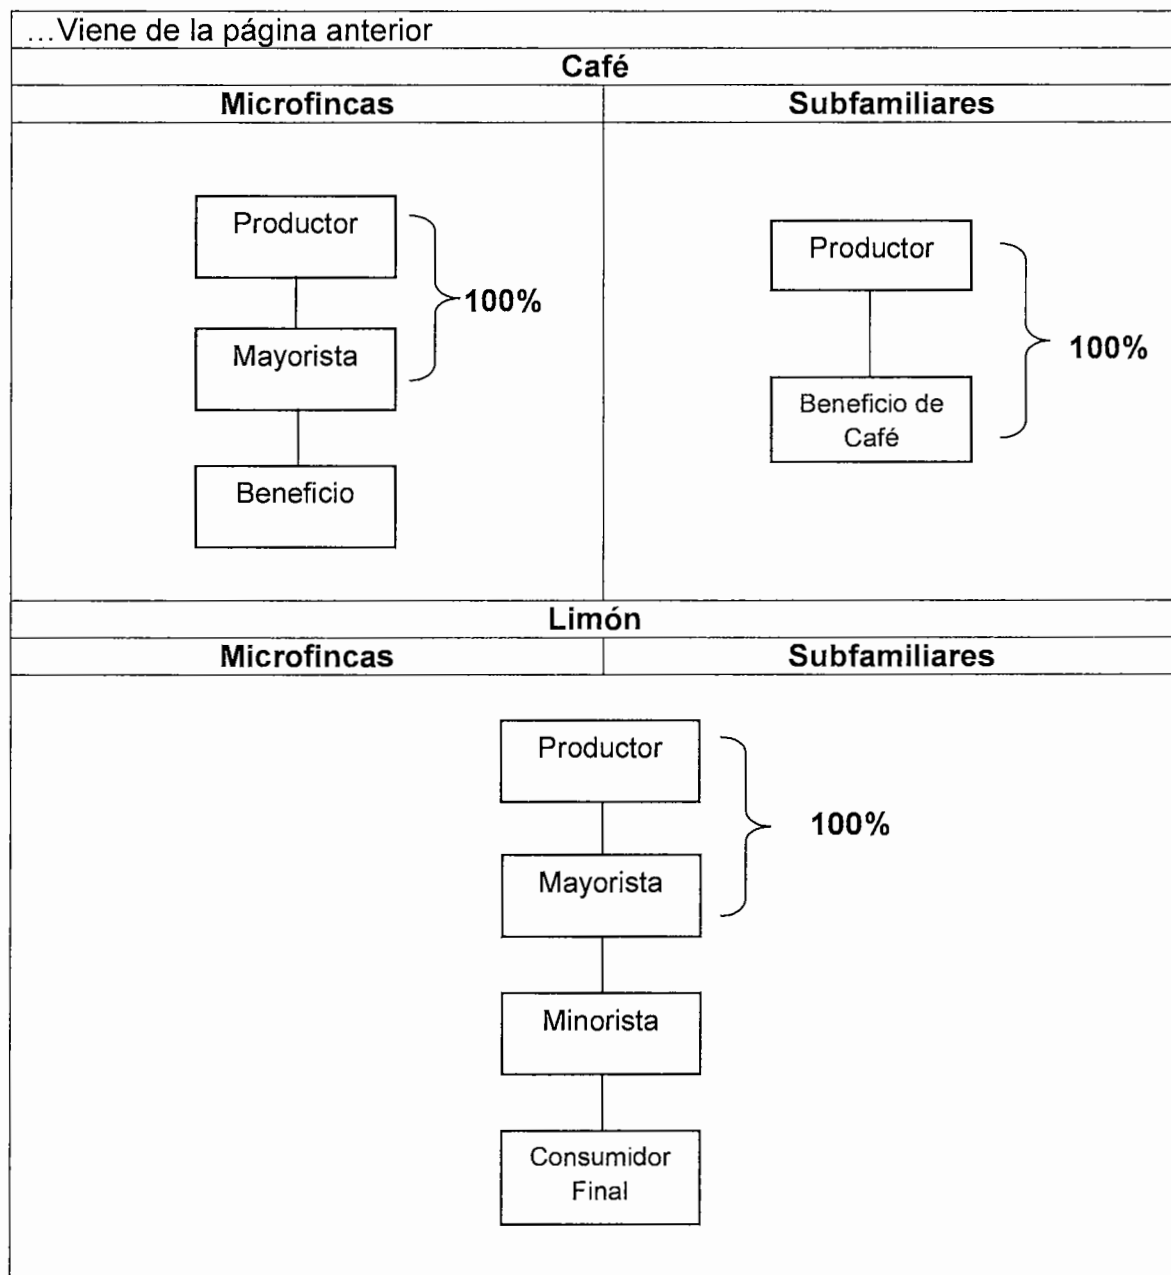 ...Viene de la página anterior
Café
Microfincas
Subfamiliares
Productor
100%
Mayorista
Beneficio
Productor
100%
Beneficio de
Café
Limón
Microfincas
Subfamiliares
Productor
100%
Mayorista
Minorista
Consumidor
Final